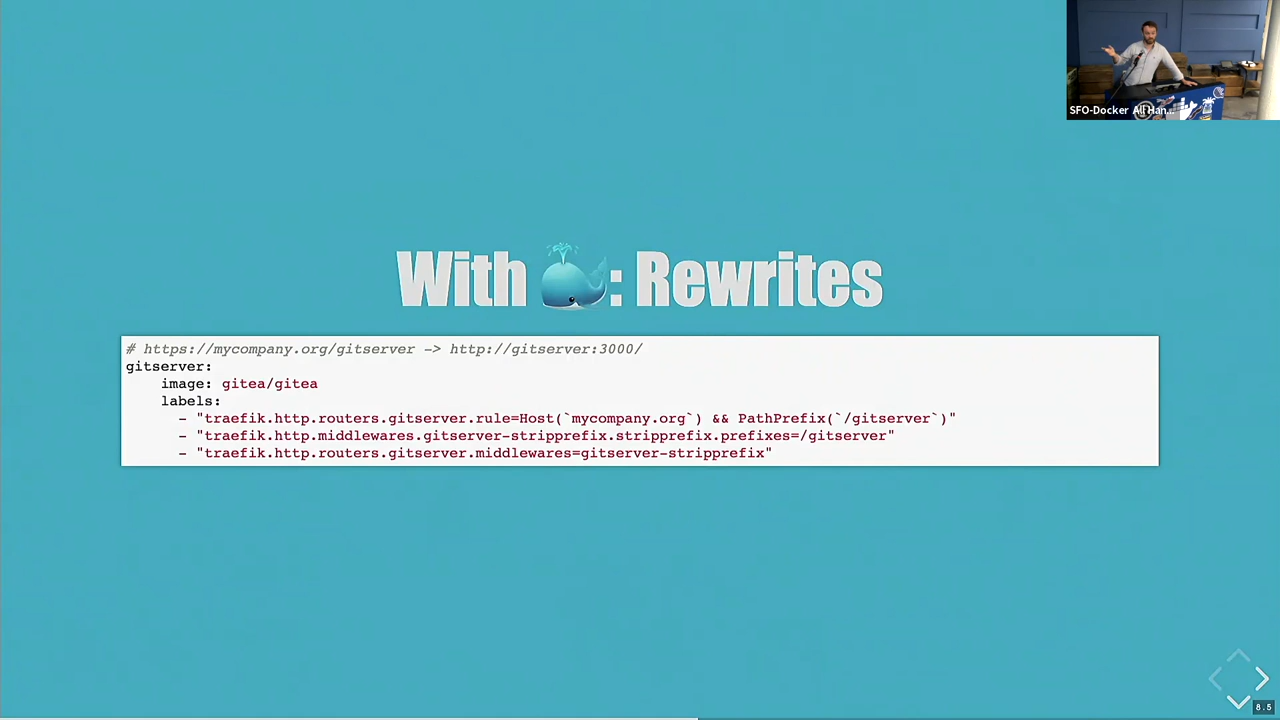 SFO-Docker Ali Han...
With 🐳: Rewrites
# https://mycompany.org/gitserver -> http://gitserver:3000/
gitserver:
    image: gitea/gitea
    labels:
      - "traefik.http.routers.gitserver.rule=Host(`mycompany.org`) && PathPrefix(`/gitserver`)"
      - "traefik.http.middlewares.gitserver-stripprefix.stripprefix.prefixes=/gitserver"
      - "traefik.http.routers.gitserver.middlewares=gitserver-stripprefix"
8.5